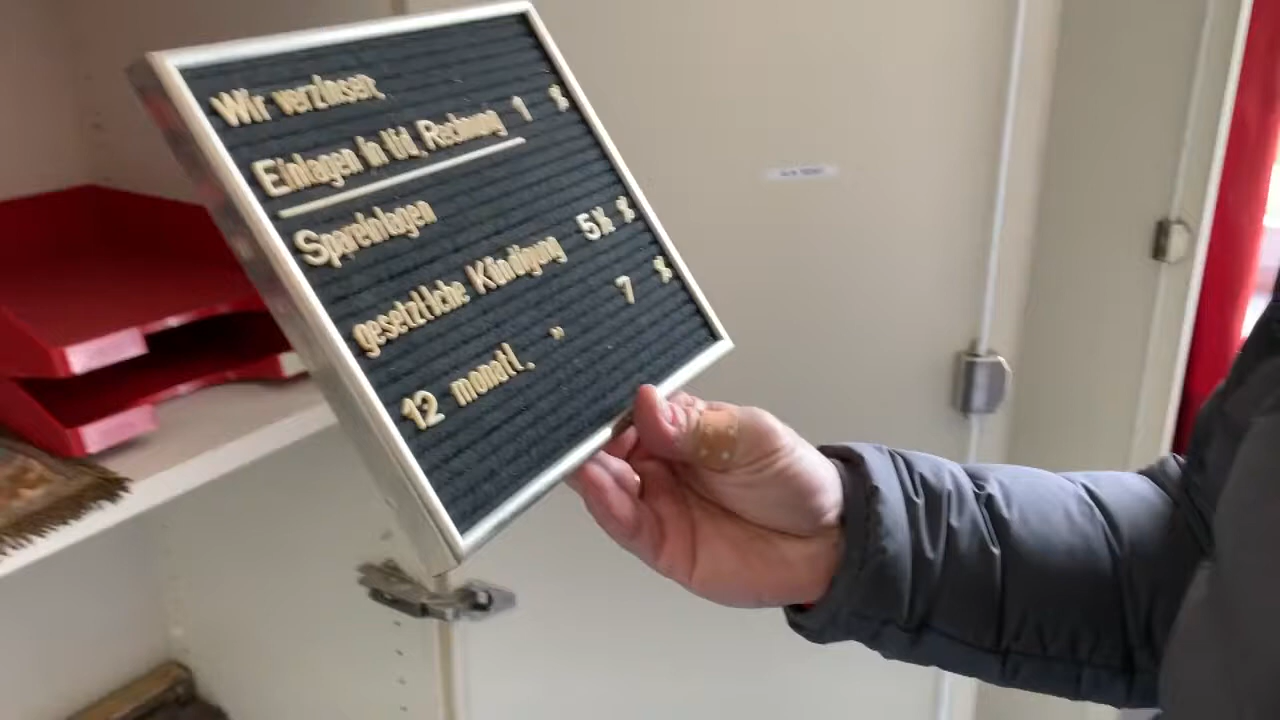 Wir verzinsen:
Einlagen in lfd. Rechnung 1 %
Spareinlagen
gesetzliche Kündigung 5½ %
12 monatl. " 7 %